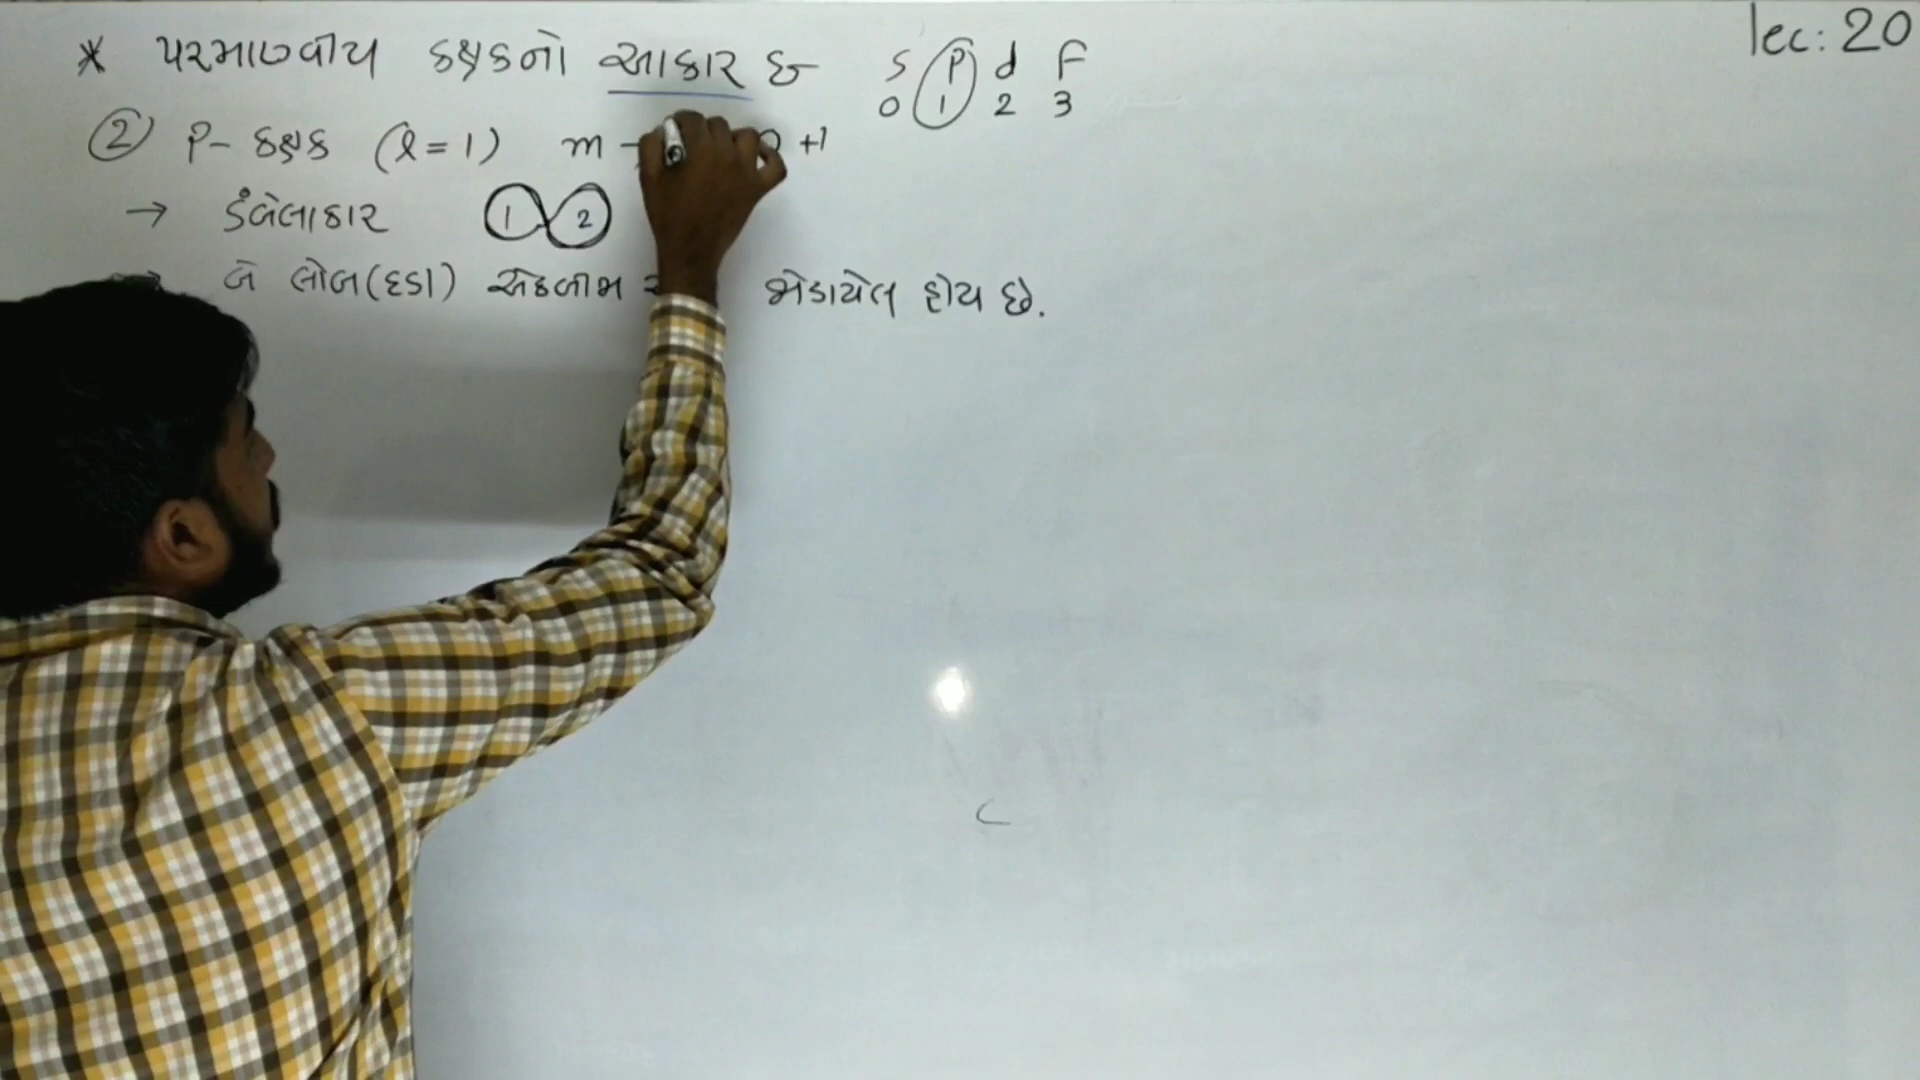 lec: 20
* પરમાણ્વીય કક્ષકનો આકાર :- s p d f
0 1 2 3
② P- કક્ષક (l = 1) m +1
→ ડંબેલાકાર 1 2
બે લોબ(દડા) એકબીજા જોડાયેલ હોય છે.